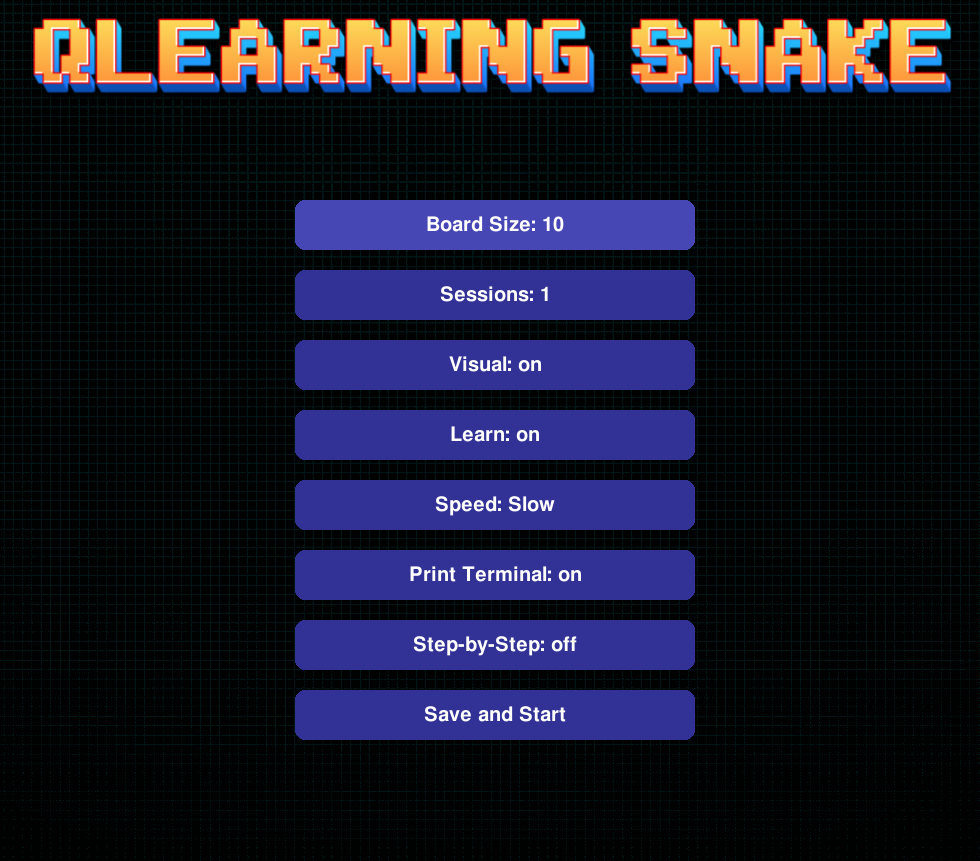 QLEARNING SNAKE
Board Size: 10
Sessions: 1
Visual: on
Learn: on
Speed: Slow
Print Terminal: on
Step-by-Step: off
Save and Start